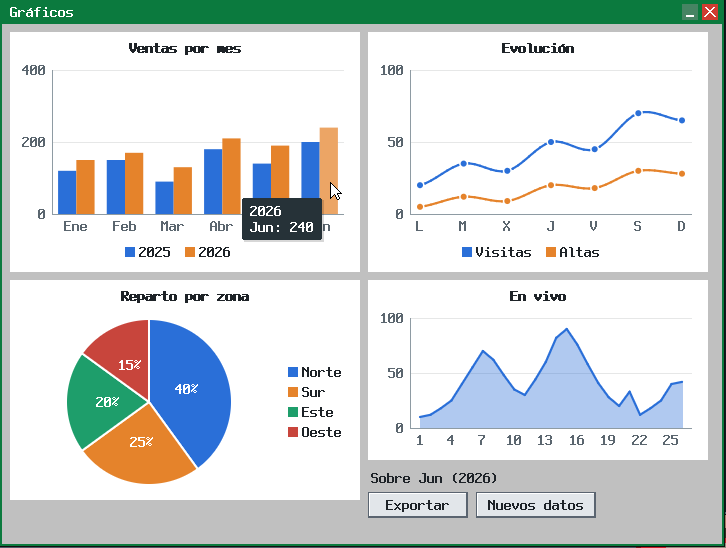 Gráficos
Ventas por mes
400
200
0
Ene Feb Mar Abr
2026
Jun: 240
n
2025 2026
Evolución
100
50
0
L M X J V S D
Visitas Altas
Reparto por zona
40%
25%
20%
15%
Norte
Sur
Este
Oeste
En vivo
100
50
0
1 4 7 10 13 16 19 22 25
Sobre Jun (2026)
Exportar Nuevos datos